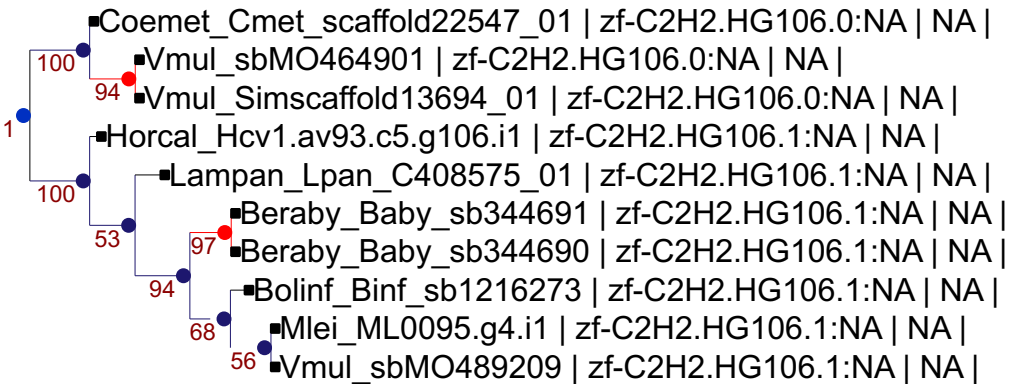 Coemet_Cmet_scaffold22547_01 | zf-C2H2.HG106.0:NA | NA |
100
Vmul_sbMO464901 | zf-C2H2.HG106.0:NA | NA |
94
Vmul_Simscaffold13694_01 | zf-C2H2.HG106.0:NA | NA |
1
Horcal_Hcv1.av93.c5.g106.i1 | zf-C2H2.HG106.1:NA | NA |
100
Lampan_Lpan_C408575_01 | zf-C2H2.HG106.1:NA | NA |
53
Beraby_Baby_sb344691 | zf-C2H2.HG106.1:NA | NA |
97
Beraby_Baby_sb344690 | zf-C2H2.HG106.1:NA | NA |
94
Bolinf_Binf_sb1216273 | zf-C2H2.HG106.1:NA | NA |
68
Mlei_ML0095.g4.i1 | zf-C2H2.HG106.1:NA | NA |
56
Vmul_sbMO489209 | zf-C2H2.HG106.1:NA | NA |